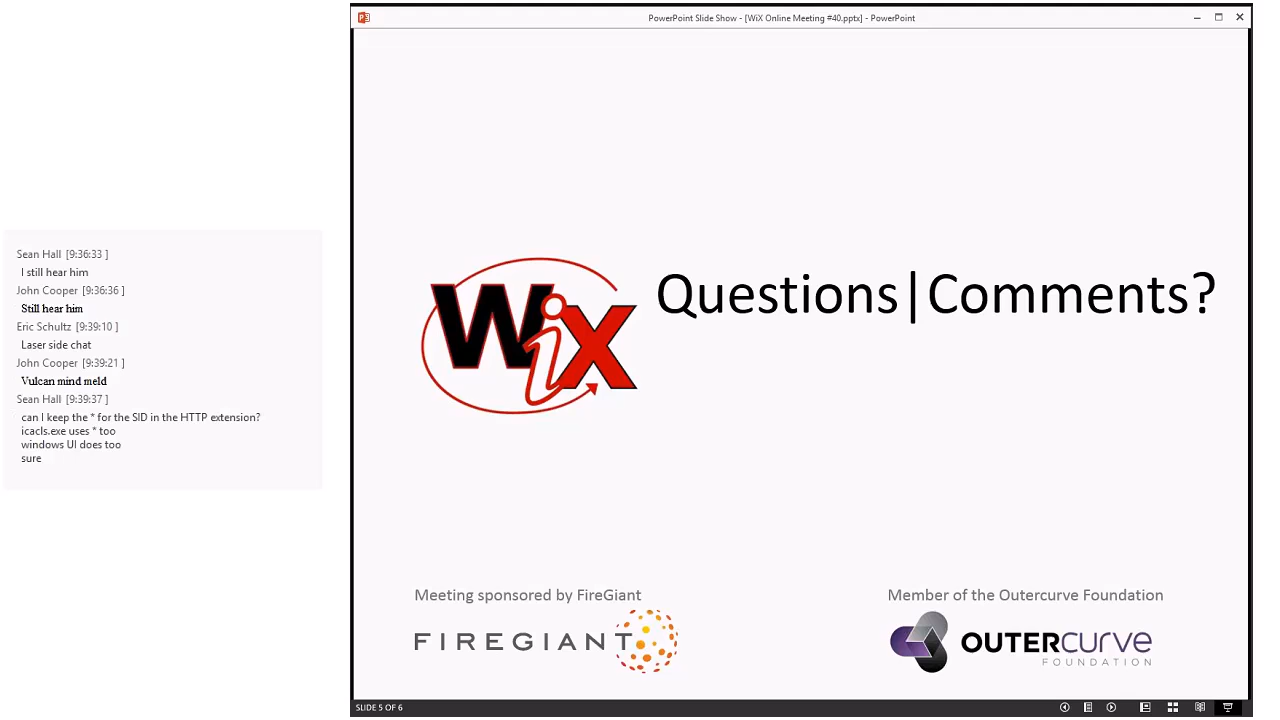 PowerPoint Slide Show - [WiX Online Meeting #40.pptx] - PowerPoint
Sean Hall [9:36:33 ]
I still hear him
John Cooper [9:36:36 ]
Still hear him
Eric Schultz [9:39:10 ]
Laser side chat
John Cooper [9:39:21 ]
Vulcan mind meld
Sean Hall [9:39:37 ]
can I keep the * for the SID in the HTTP extension?
icacls.exe uses * too
windows UI does too
sure
WiX
Questions|Comments?
Meeting sponsored by FireGiant
FIREGIANT
Member of the Outercurve Foundation
OUTERCURVE
FOUNDATION
SLIDE 5 OF 6